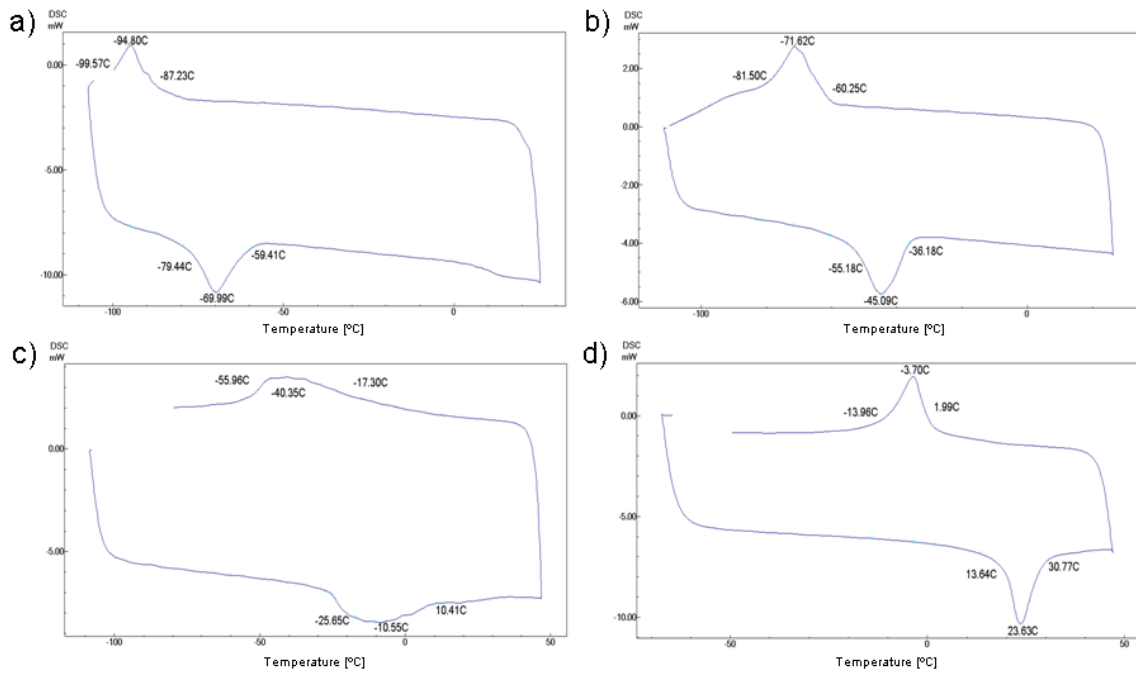 a)
DSC
mW
-94.80C
-99.57C
-87.23C
0.00
-5.00
-10.00
-79.44C
-69.99C
-59.41C
-100
-50
0
Temperature [ºC]
b)
DSC
mW
-71.62C
-81.50C
-60.25C
2.00
0.00
-2.00
-4.00
-6.00
-55.18C
-45.09C
-36.18C
-100
0
Temperature [ºC]
c)
DSC
mW
-55.96C
-40.35C
-17.30C
0.00
-5.00
-25.65C
-10.55C
10.41C
-100
-50
0
50
Temperature [ºC]
d)
DSC
mW
-3.70C
-13.96C
1.99C
0.00
-5.00
-10.00
13.64C
23.63C
30.77C
-50
0
50
Temperature [ºC]